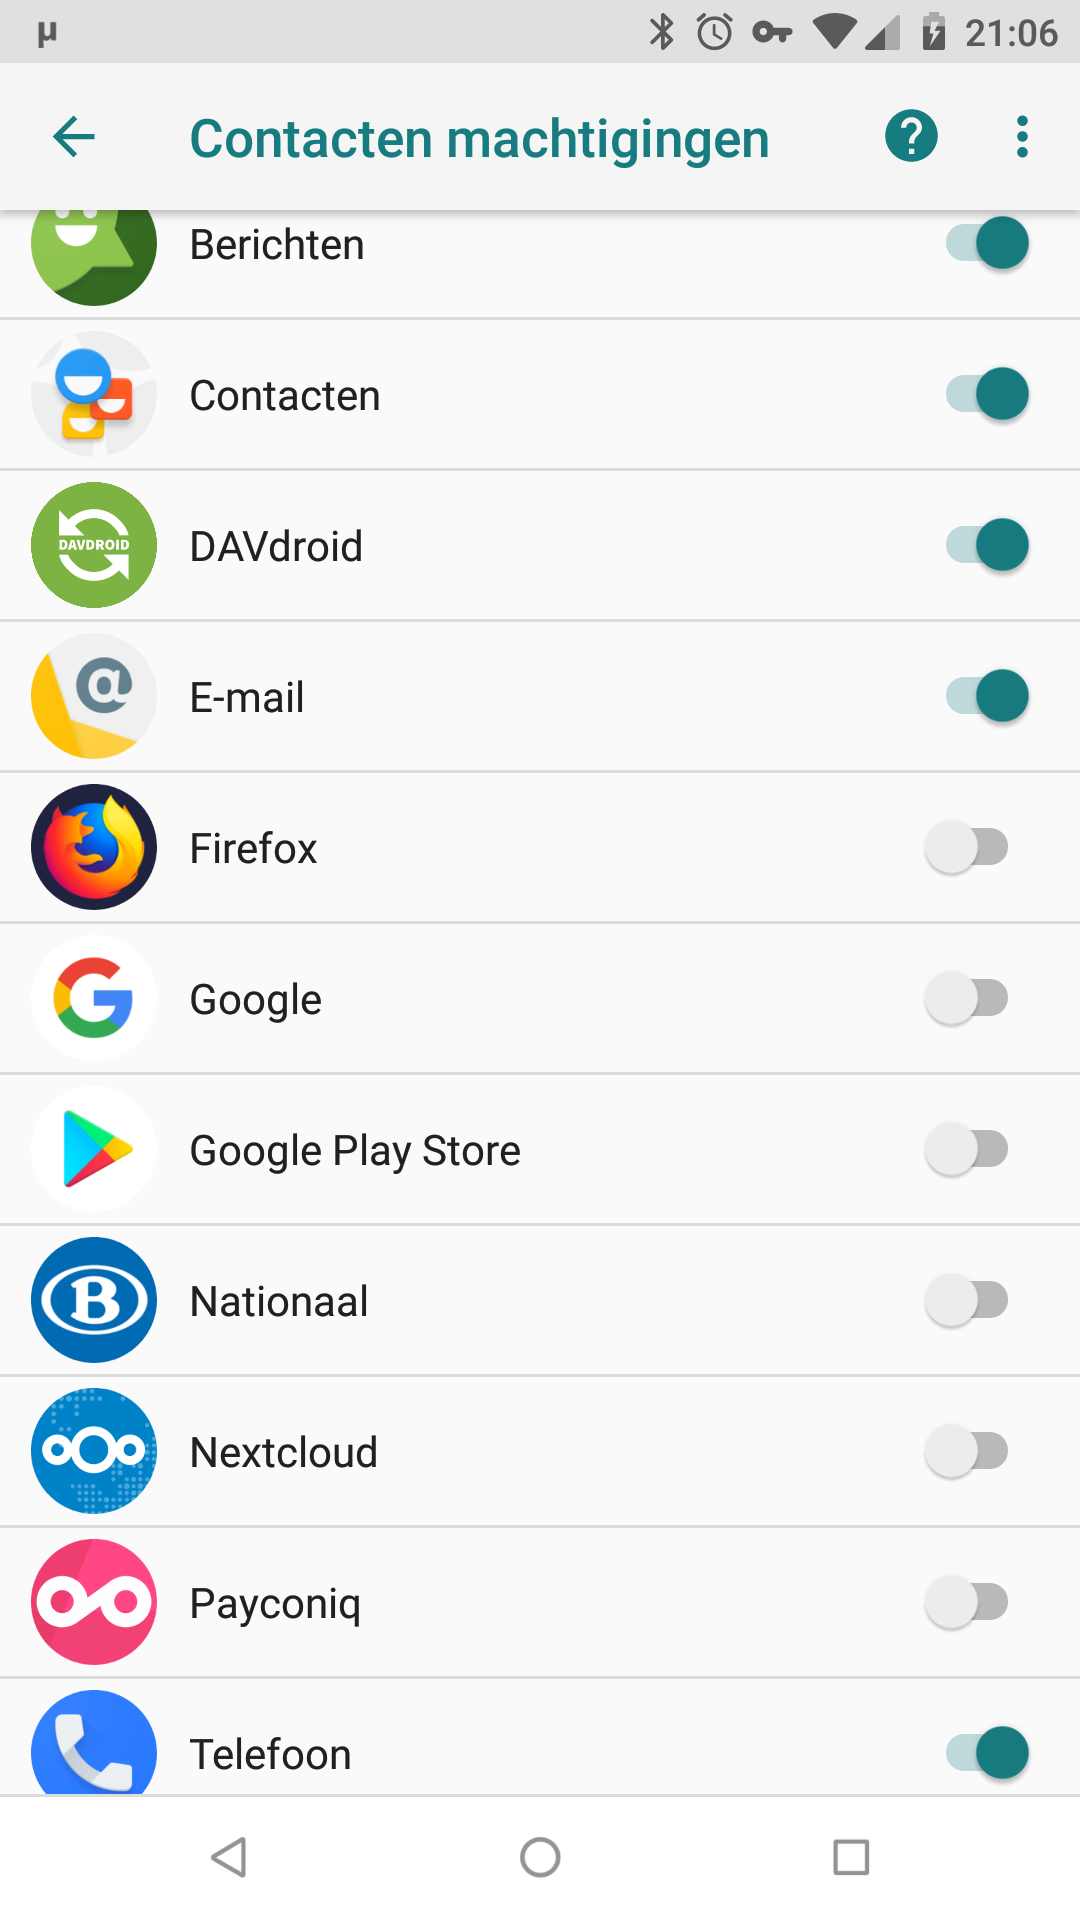 µ 21:06
Contacten machtigingen ?
Berichten
Contacten
DAVDROID
DAVdroid
@
E-mail
Firefox
G
Google
Google Play Store
B
Nationaal
Nextcloud
Payconiq
Telefoon